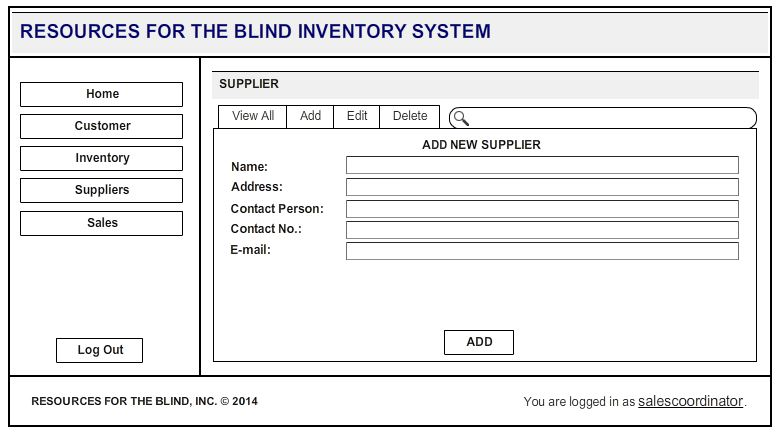 RESOURCES FOR THE BLIND INVENTORY SYSTEM
Home
Customer
Inventory
Suppliers
Sales
Log Out
SUPPLIER
View All Add Edit Delete
ADD NEW SUPPLIER
Name:
Address:
Contact Person:
Contact No.:
E-mail:
ADD
RESOURCES FOR THE BLIND, INC. © 2014
You are logged in as salescoordinator.